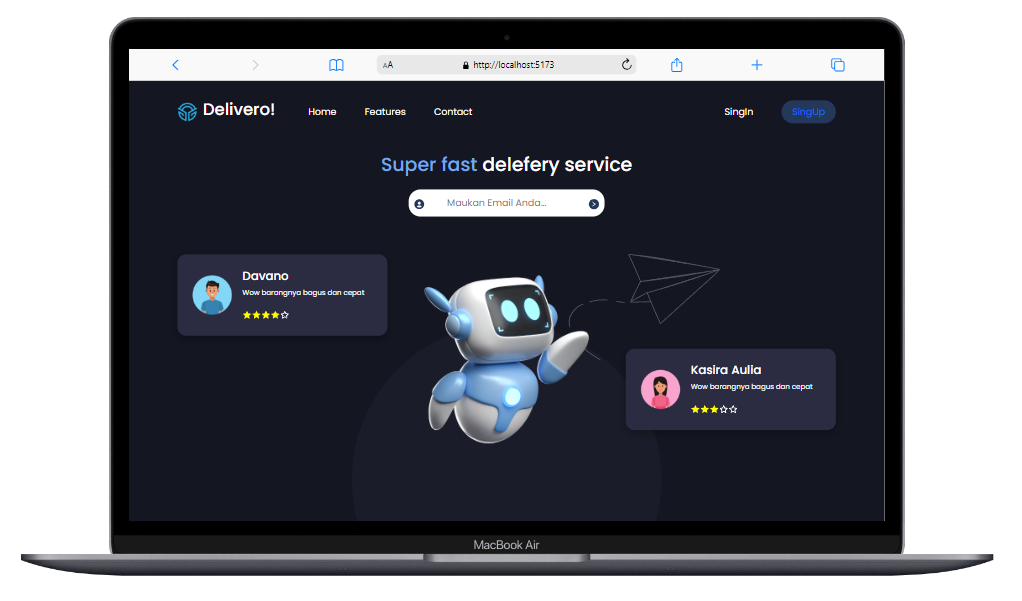 AA http://localhost:5173
Delivero! Home Features Contact SingIn SingUp
Super fast delefery service
Maukan Email Anda...
Davano
Wow barangnya bagus dan cepat
Kasira Aulia
Wow barangnya bagus dan cepat
MacBook Air